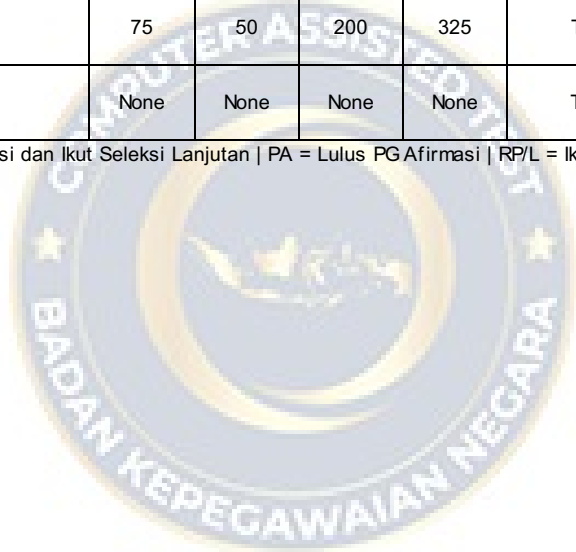 75 50 200 325 T
None None None None T
si dan Ikut Seleksi Lanjutan | PA = Lulus PG Afirmasi | RP/L = Ik
COMPUTER ASSISTED TEST
BADAN KEPEGAWAIAN NEGARA